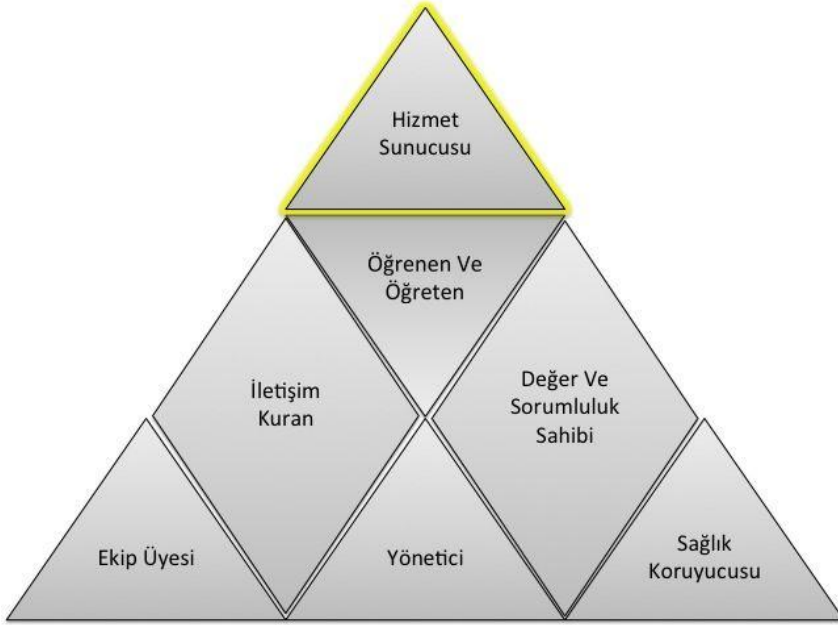 Hizmet
Sunucusu
Öğrenen Ve
Öğreten
İletişim
Kuran
Değer Ve
Sorumluluk
Sahibi
Ekip Üyesi
Yönetici
Sağlık
Koruyucusu